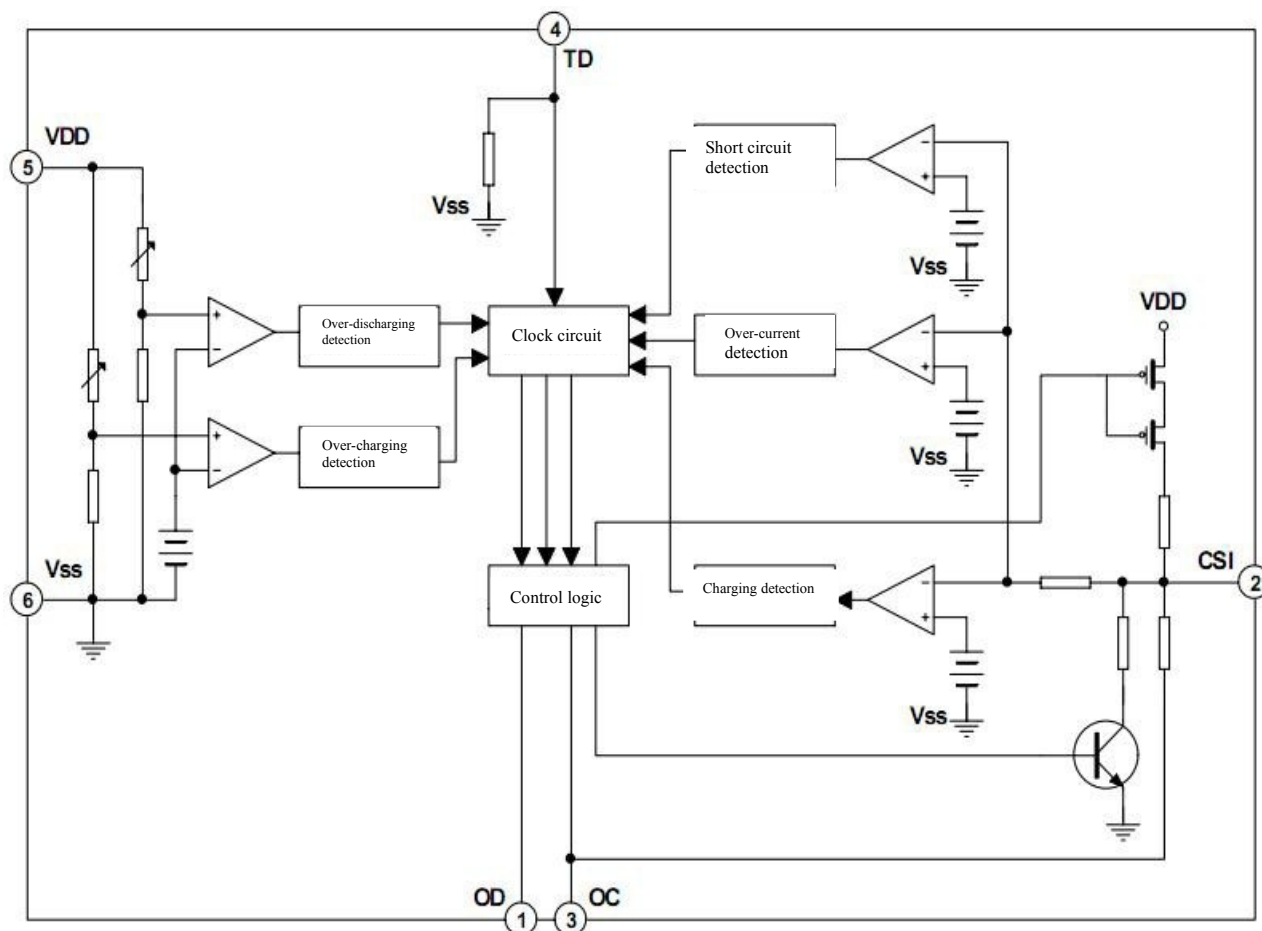 4
TD
VDD
5
Short circuit
detection
−
+
Vss
Vss
VDD
+
−
Over-discharging
detection
Clock circuit
Over-current
detection
−
+
+
−
Over-charging
detection
Vss
Vss
6
Control logic
Charging detection
−
+
CSI
2
Vss
OD
OC
1
3